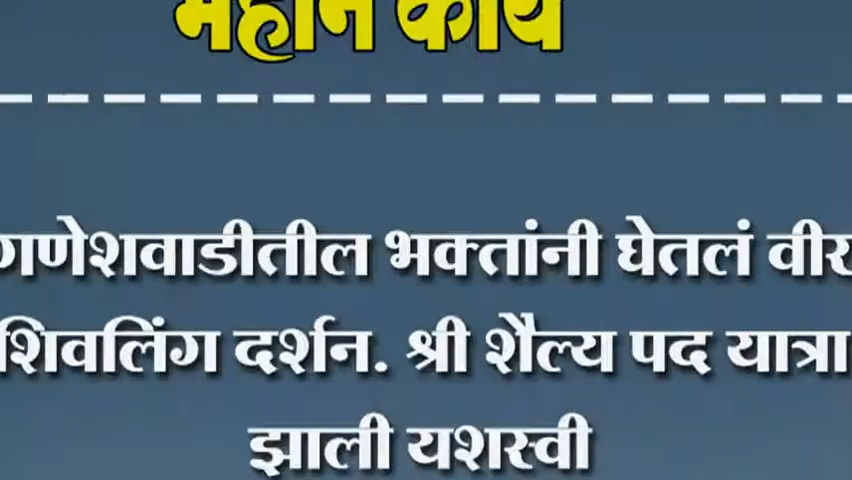 महान कार्य
गणेशवाडीतील भक्तांनी घेतलं
शिवलिंग दर्शन. श्री शैल्य पद यात्रा
झाली यशस्वी